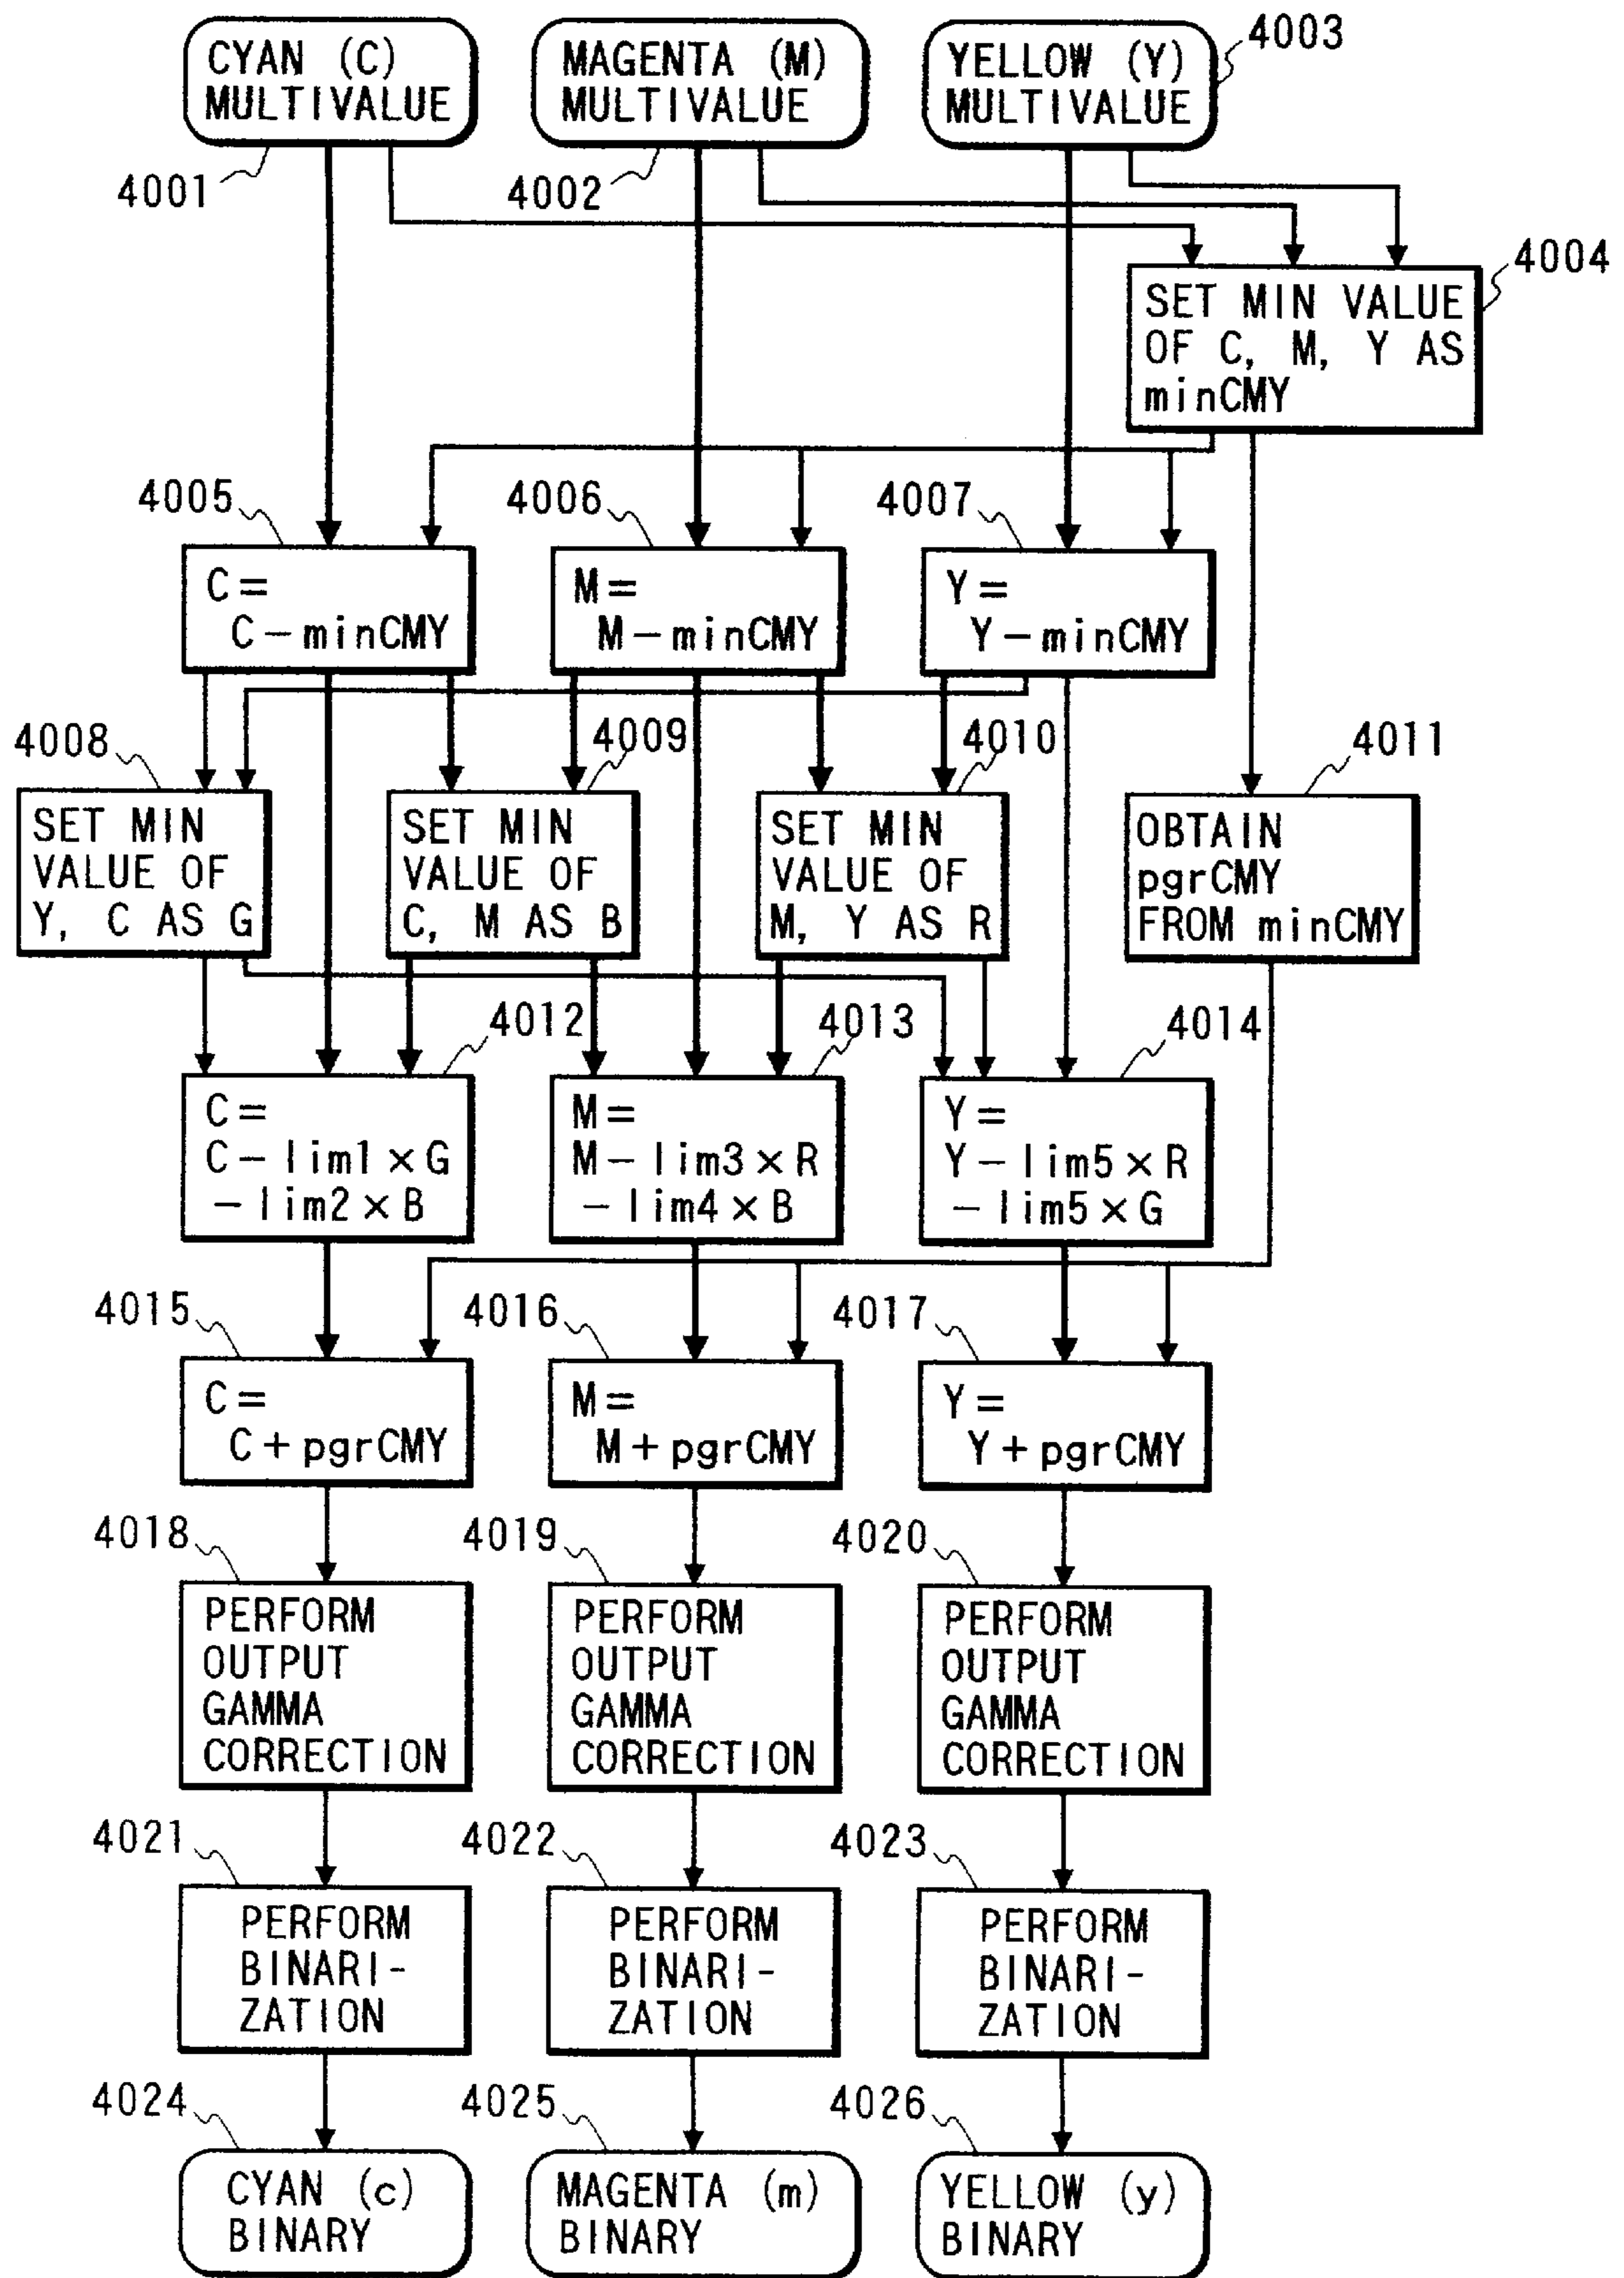 CYAN (C)
MULTIVALUE
MAGENTA (M)
MULTIVALUE
YELLOW (Y)
MULTIVALUE
4003
4001
4002
4004
SET MIN VALUE
OF C, M, Y AS
minCMY
4005
4006
4007
C=
C-minCMY
M=
M-minCMY
Y=
Y-minCMY
4008
4009
4010
4011
SET MIN
VALUE OF
Y, C AS G
SET MIN
VALUE OF
C, M AS B
SET MIN
VALUE OF
M, Y AS R
OBTAIN
pgrCMY
FROM minCMY
4012
4013
4014
C=
C-lim1×G
-lim2×B
M=
M-lim3×R
-lim4×B
Y=
Y-lim5×R
-lim5×G
4015
4016
4017
C=
C+pgrCMY
M=
M+pgrCMY
Y=
Y+pgrCMY
4018
4019
4020
PERFORM
OUTPUT
GAMMA
CORRECTION
PERFORM
OUTPUT
GAMMA
CORRECTION
PERFORM
OUTPUT
GAMMA
CORRECTION
4021
4022
4023
PERFORM
BINARI-
ZATION
PERFORM
BINARI-
ZATION
PERFORM
BINARI-
ZATION
4024
4025
4026
CYAN (c)
BINARY
MAGENTA (m)
BINARY
YELLOW (y)
BINARY